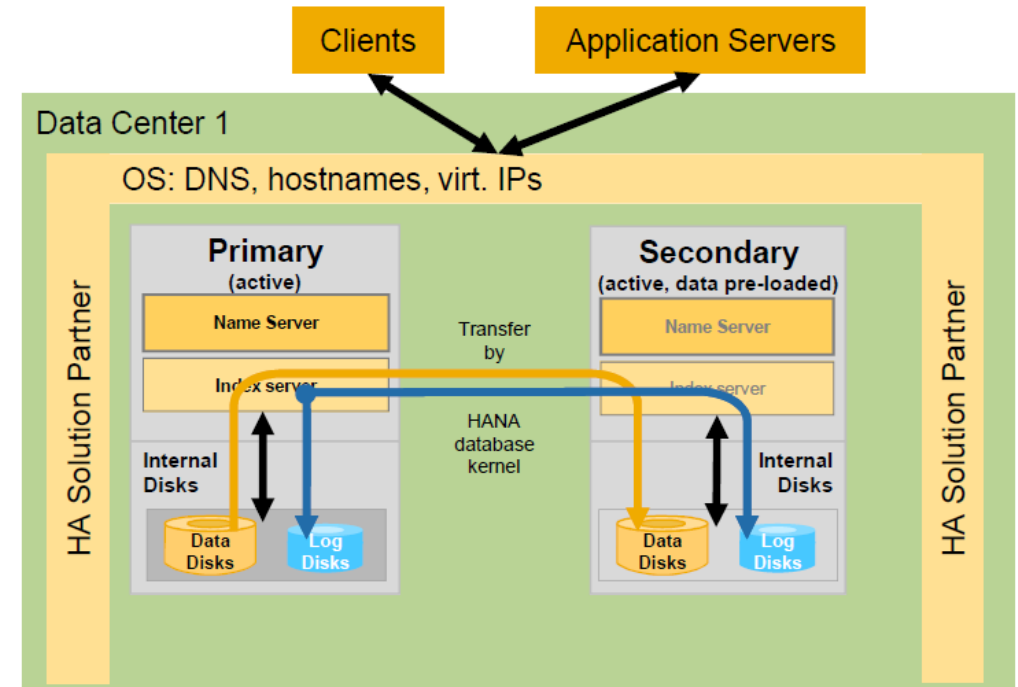 Clients
Application Servers
Data Center 1
OS: DNS, hostnames, virt. IPs
HA Solution Partner
Primary
(active)
Name Server
Index server
Internal
Disks
Data
Disks
Log
Disks
Transfer
by
HANA
database
kernel
Secondary
(active, data pre-loaded)
Name Server
Index server
Internal
Disks
Data
Disks
Log
Disks
HA Solution Partner